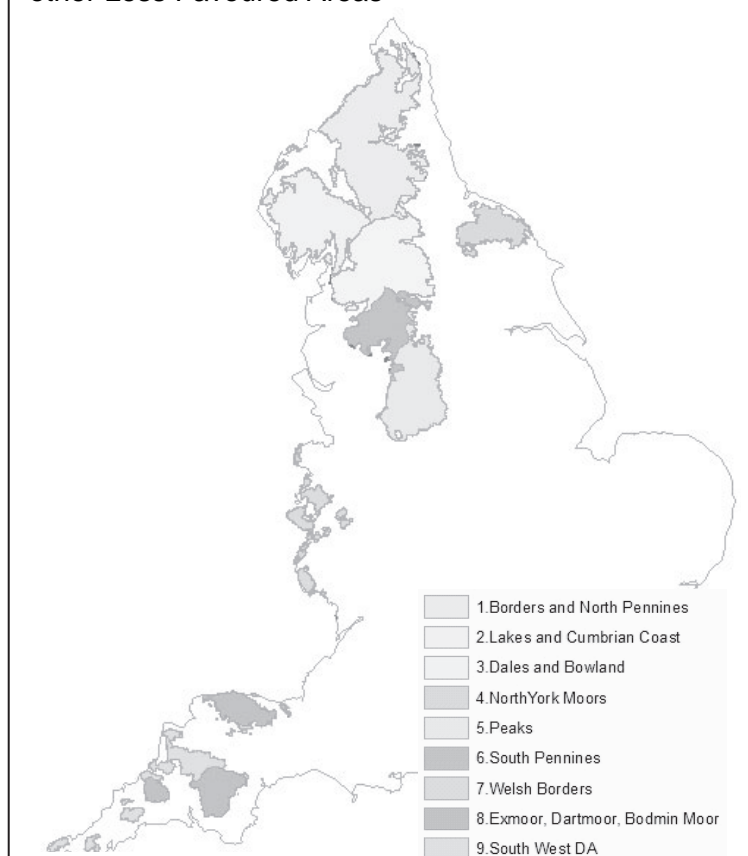 other Less Favoured Areas
1.Borders and North Pennines
2.Lakes and Cumbrian Coast
3.Dales and Bowland
4.NorthYork Moors
5.Peaks
6.South Pennines
7.Welsh Borders
8.Exmoor, Dartmoor, Bodmin Moor
9.South West DA